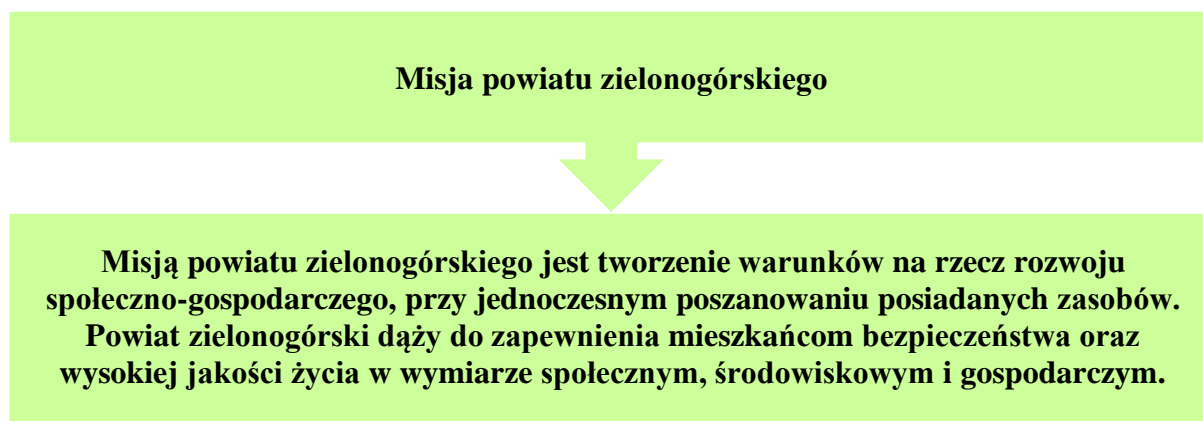 Misja powiatu zielonogórskiego
Misją powiatu zielonogórskiego jest tworzenie warunków na rzecz rozwoju
społeczno-gospodarczego, przy jednoczesnym poszanowaniu posiadanych zasobów.
Powiat zielonogórski dąży do zapewnienia mieszkańcom bezpieczeństwa oraz
wysokiej jakości życia w wymiarze społecznym, środowiskowym i gospodarczym.